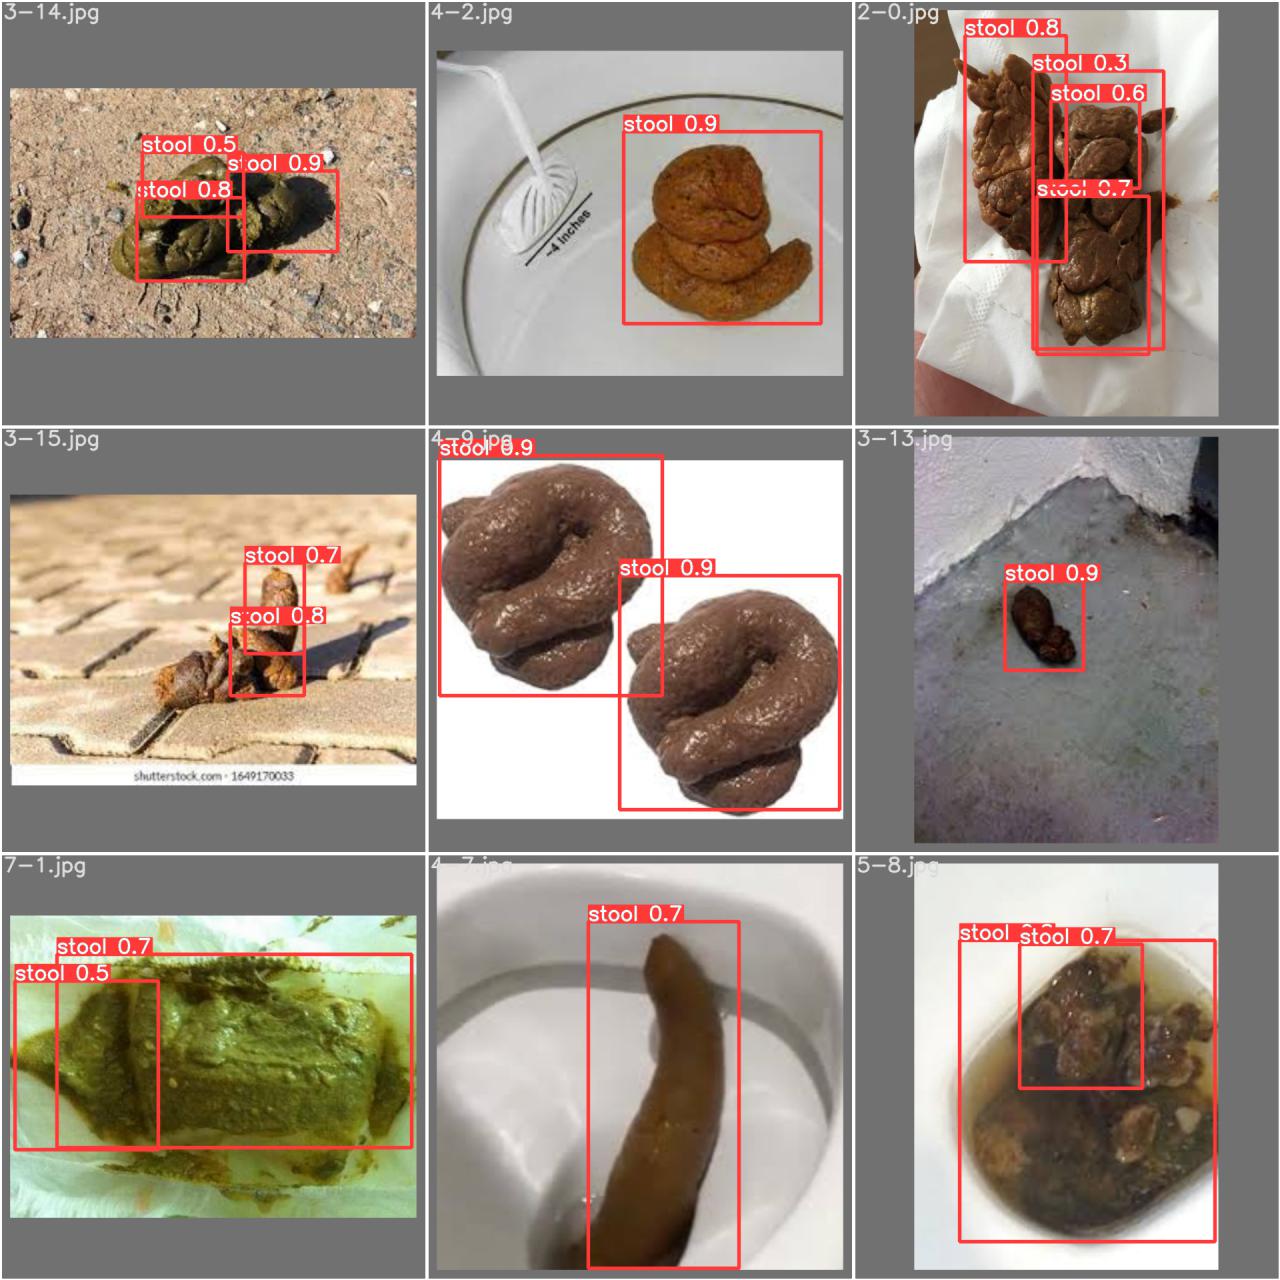 3-14.jpg
stool 0.5
stool 0.9
stool 0.8
4-2.jpg
stool 0.9
~4 inches
2-0.jpg
stool 0.8
stool 0.3
stool 0.6
stool 0.7
3-15.jpg
stool 0.7
stool 0.8
shutterstock.com · 1649170033
4-9.jpg
stool 0.9
stool 0.9
3-13.jpg
stool 0.9
7-1.jpg
stool 0.7
stool 0.5
4-7.jpg
stool 0.7
5-8.jpg
stool
stool 0.7